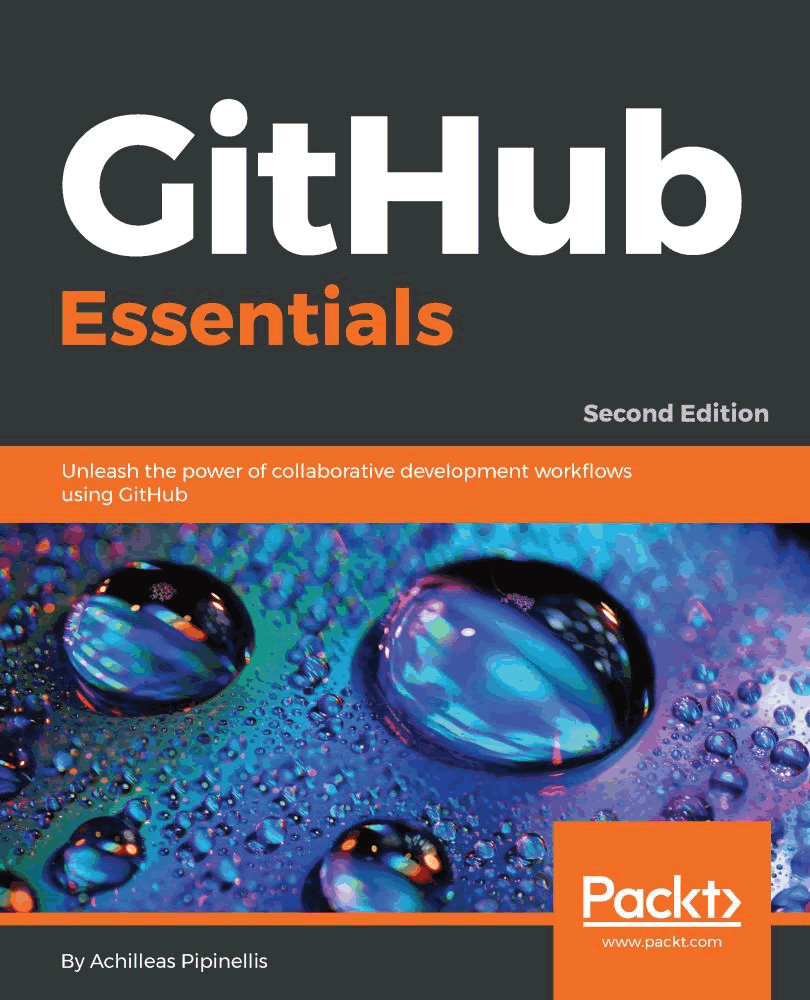 GitHub
Essentials
Second Edition
Unleash the power of collaborative development workflows
using GitHub
Packt>
www.packt.com
By Achilleas Pipinellis